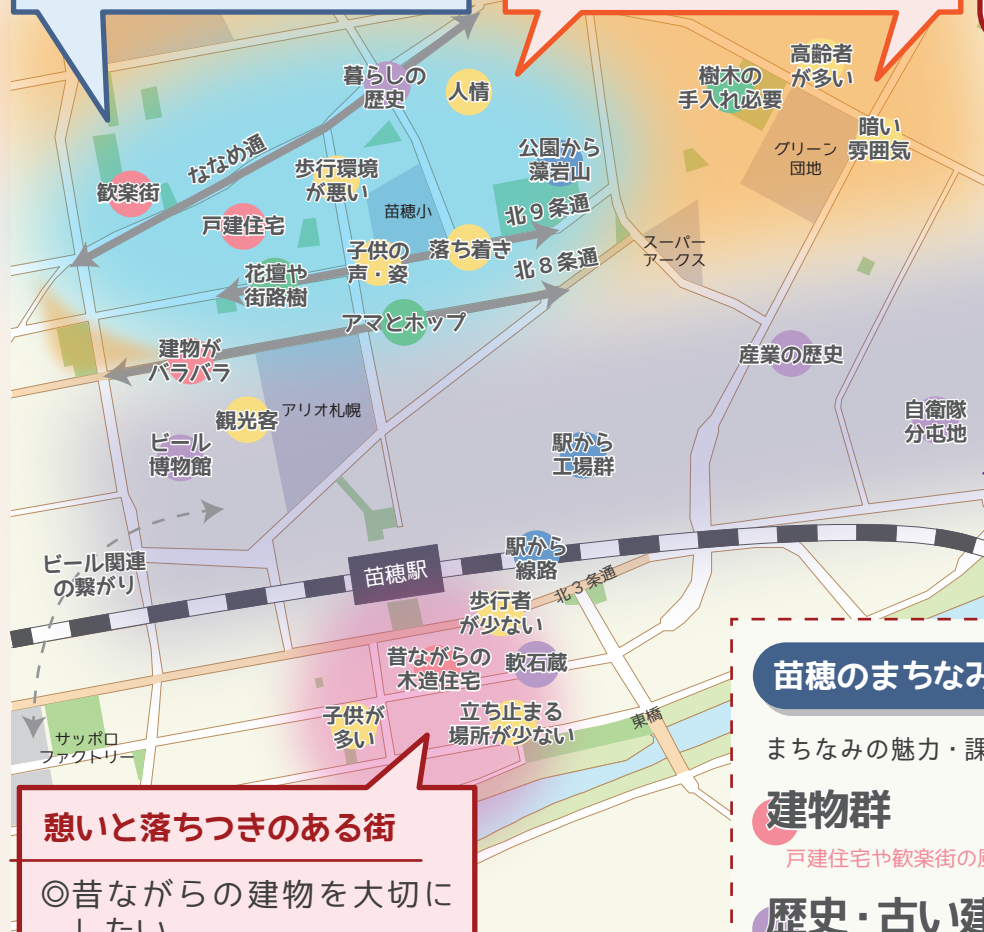 暮らしの
歴史
人情
樹木の
手入れ必要
高齢者
が多い
暗い
雰囲気
グリーン
団地
ななめ通
歩行環境
が悪い
公園から
藻岩山
歓楽街
戸建住宅
苗穂小
北9条通
子供の
声・姿
落ち着き
北8条通
スーパー
アークス
花壇や
街路樹
アマとホップ
建物が
バラバラ
産業の歴史
観光客
アリオ札幌
ビール
博物館
駅から
工場群
自衛隊
分屯地
ビール関連
の繋がり
苗穂駅
駅から
線路
北3条通
歩行者
が少ない
昔ながらの
木造住宅
軟石蔵
子供が
多い
立ち止まる
場所が少ない
東橋
サッポロ
ファクトリー
憩いと落ちつきのある街
◎昔ながらの建物を大切に
したい
苗穂のまちなみ
まちなみの魅力・課
建物群
戸建住宅や歓楽街の
歴史・古い建